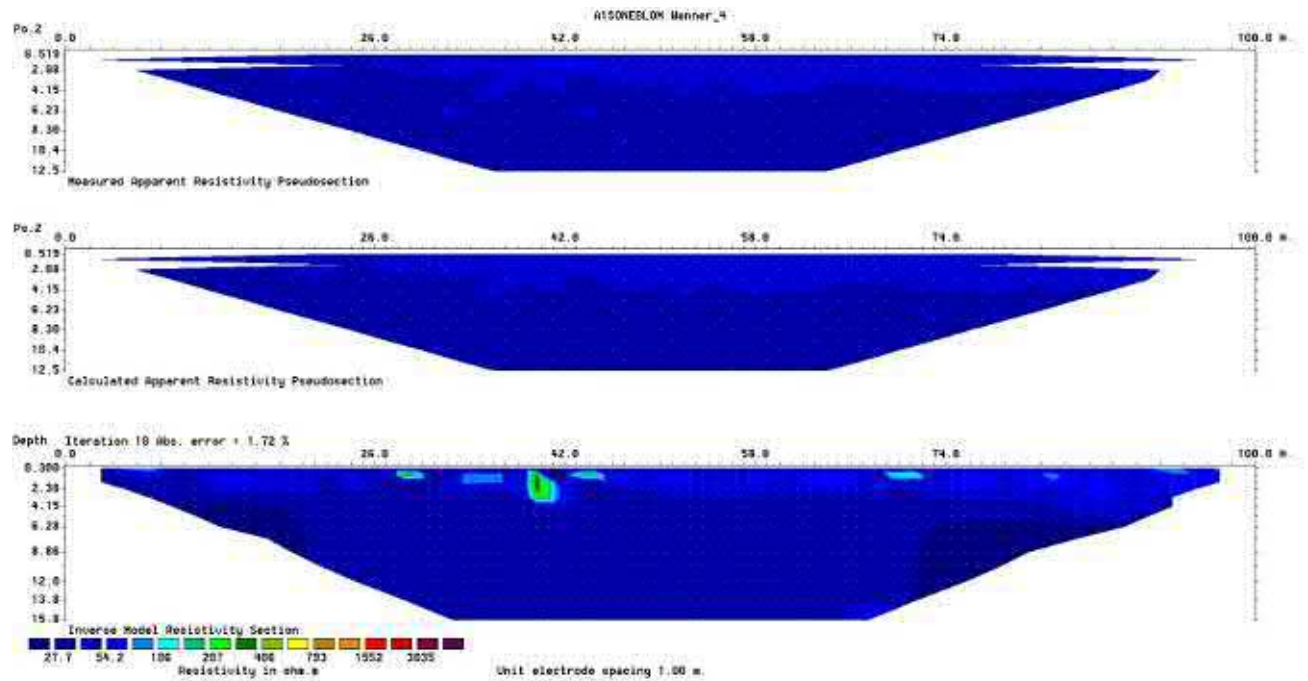 A1SONEBLOM Wenner_4
Ps.Z 0.0 26.0 42.0 58.0 74.0 100.0 m.
0.519
2.08
4.15
6.23
8.30
10.4
12.5
Measured Apparent Resistivity Pseudosection
Ps.Z 0.0 26.0 42.0 58.0 74.0 100.0 m.
0.519
2.08
4.15
6.23
8.30
10.4
12.5
Calculated Apparent Resistivity Pseudosection
Depth Iteration 10 Abs. error = 1.72 %
0.0 26.0 42.0 58.0 74.0 100.0 m.
0.300
2.30
4.15
6.28
8.86
12.0
13.8
15.8
Inverse Model Resistivity Section
27.7 54.2 106 207 406 793 1552 3035
Resistivity in ohm.m Unit electrode spacing 1.00 m.